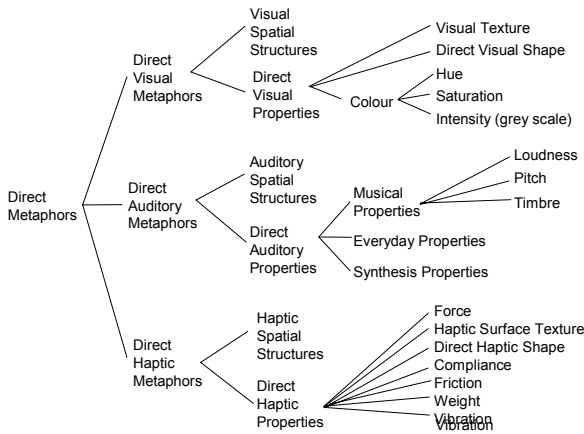 Visual
Spatial
Structures
Visual Texture
Direct Visual Shape
Direct
Visual
Metaphors
Direct
Visual
Properties
Hue
Colour
Saturation
Intensity (grey scale)
Direct
Metaphors
Direct
Auditory
Metaphors
Auditory
Spatial
Structures
Direct
Auditory
Properties
Musical
Properties
Loudness
Pitch
Timbre
Everyday Properties
Synthesis Properties
Direct
Haptic
Metaphors
Haptic
Spatial
Structures
Direct
Haptic
Properties
Force
Haptic Surface Texture
Direct Haptic Shape
Compliance
Friction
Weight
Vibration
Vibration